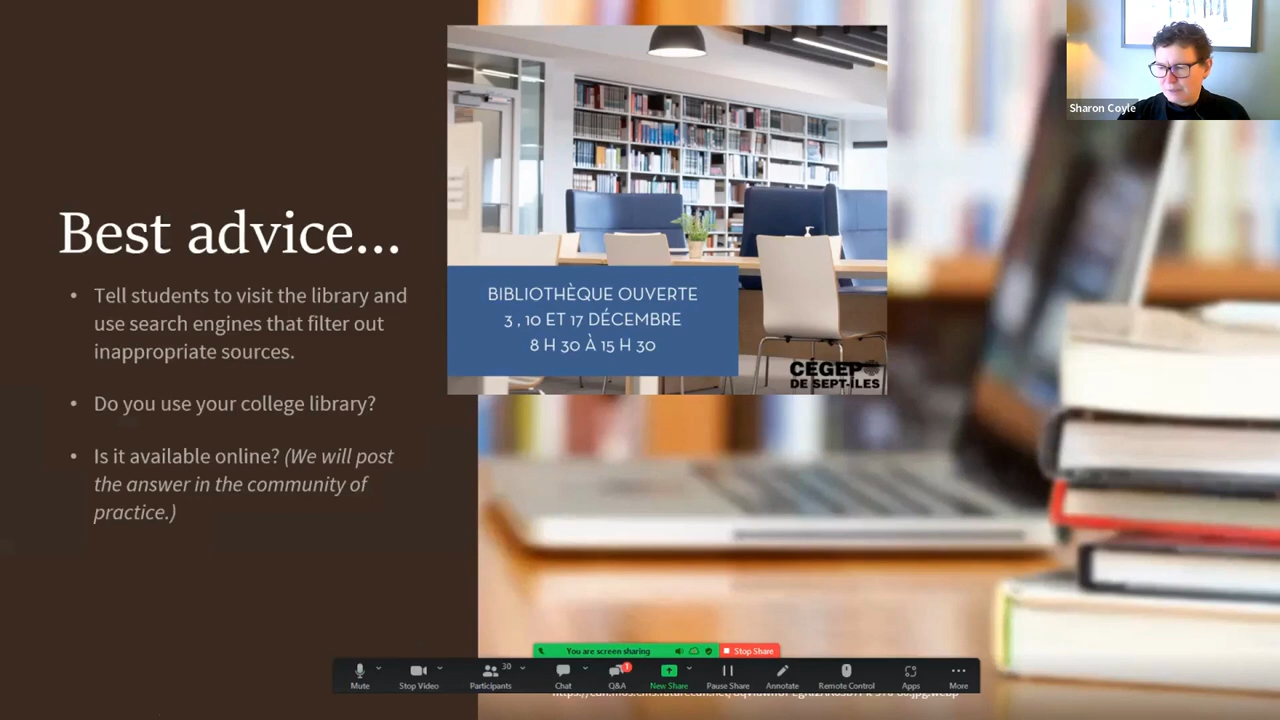 Sharon Coyle
Best advice...
• Tell students to visit the library and
use search engines that filter out
inappropriate sources.
• Do you use your college library?
• Is it available online? (We will post
the answer in the community of
practice.)
BIBLIOTHÈQUE OUVERTE
3 , 10 ET 17 DÉCEMBRE
8 H 30 À 15 H 30
CÉGEP
DE SEPT-ÎLES
You are screen sharing
Stop Share
30
1
Mute
Stop Video
Participants
Chat
Q&A
New Share
Pause Share
Annotate
Remote Control
Apps
More